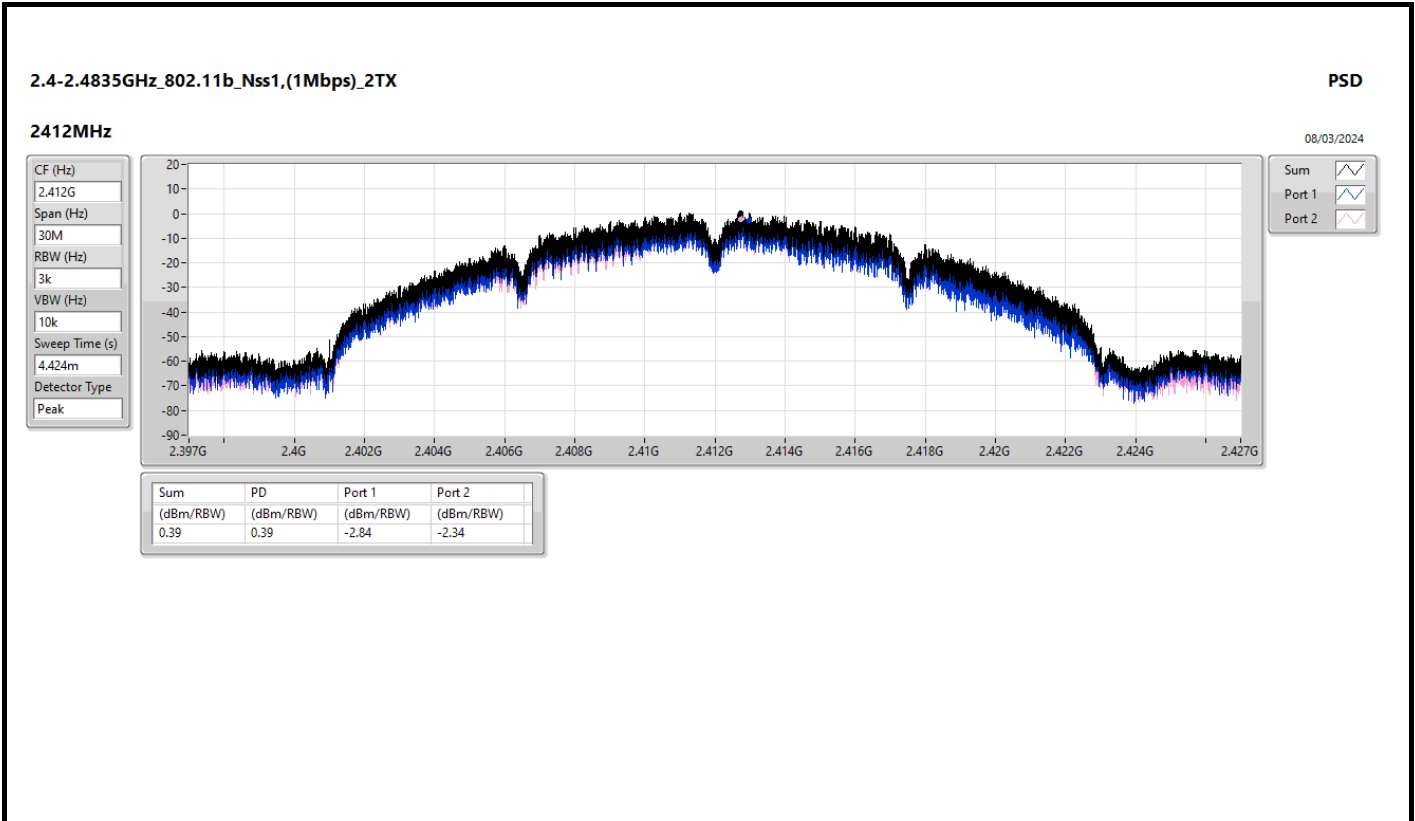 2.4-2.4835GHz_802.11b_Nss1,(1Mbps)_2TX
PSD
2412MHz
08/03/2024
CF (Hz)
2.412G
Span (Hz)
30M
RBW (Hz)
3k
VBW (Hz)
10k
Sweep Time (s)
4.424m
Detector Type
Peak
20
10
0
-10
-20
-30
-40
-50
-60
-70
-80
-90
2.397G 2.4G 2.402G 2.404G 2.406G 2.408G 2.41G 2.412G 2.414G 2.416G 2.418G 2.42G 2.422G 2.424G 2.427G
Sum
Port 1
Port 2
Sum PD Port 1 Port 2
(dBm/RBW) (dBm/RBW) (dBm/RBW) (dBm/RBW)
0.39 0.39 -2.84 -2.34